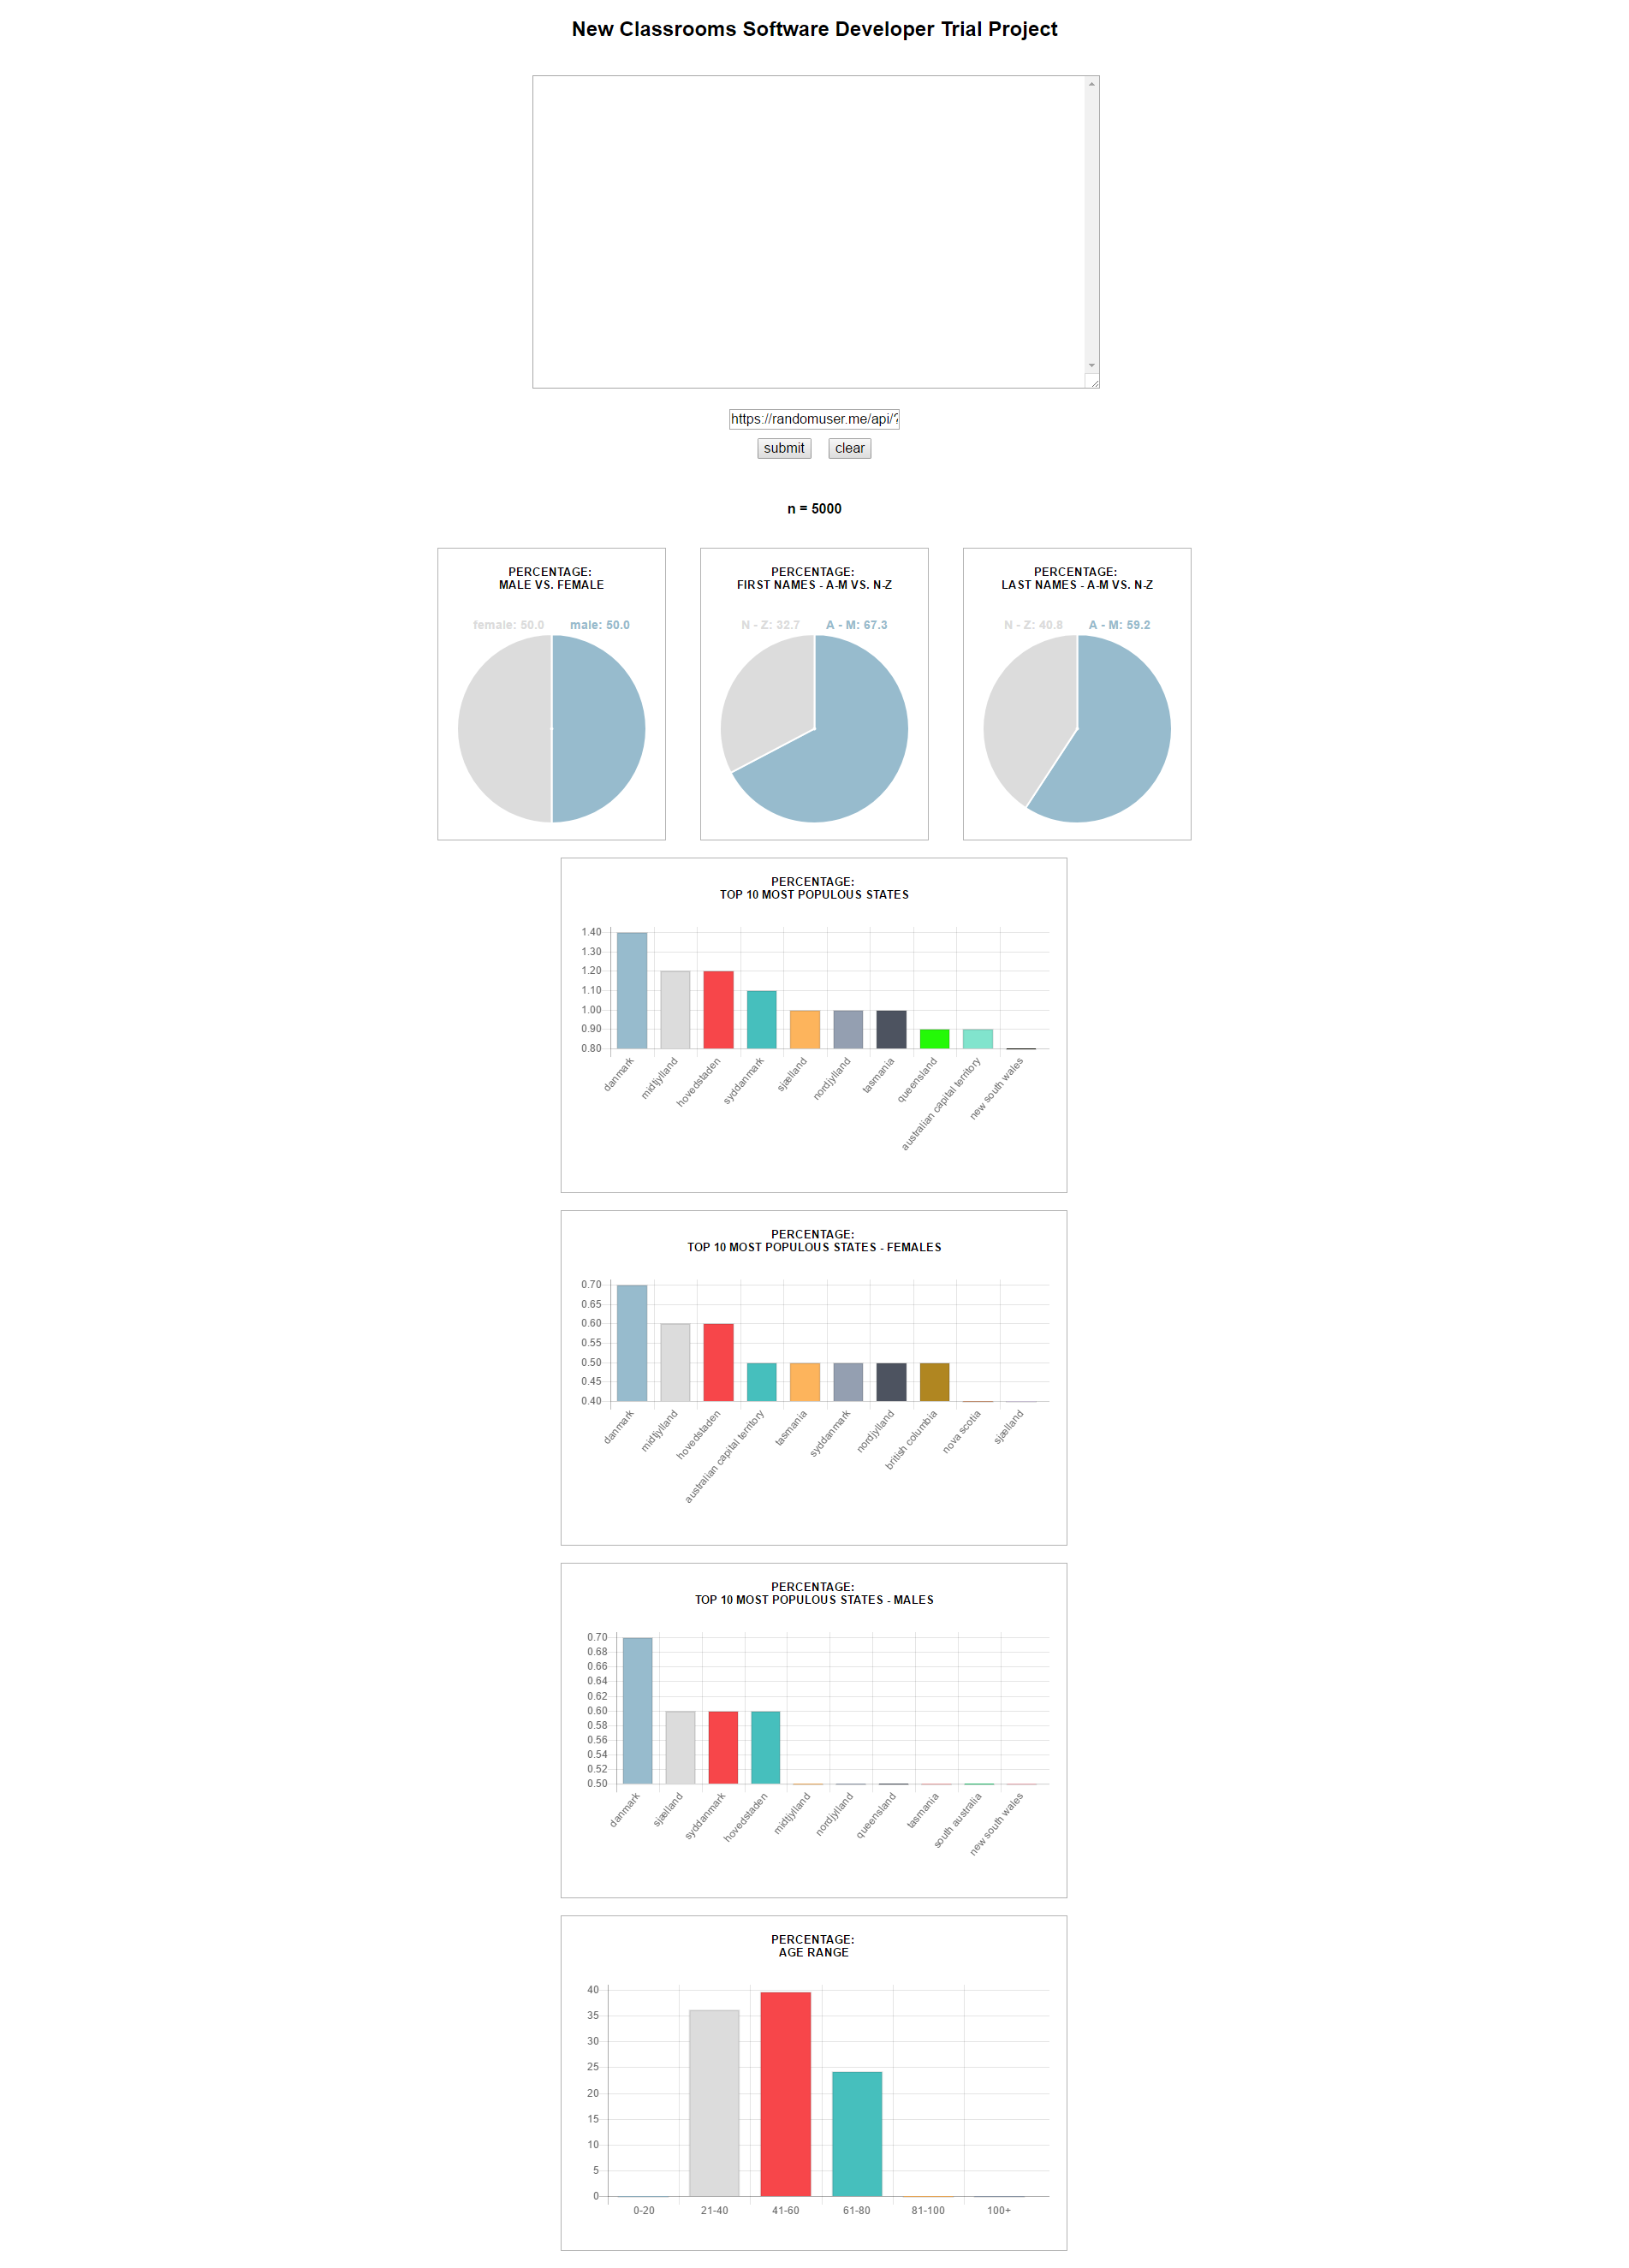 New Classrooms Software Developer Trial Project
https://randomuser.me/api/?
submit clear
n = 5000
PERCENTAGE:
MALE VS. FEMALE
female: 50.0 male: 50.0
PERCENTAGE:
FIRST NAMES - A-M VS. N-Z
N - Z: 32.7 A - M: 67.3
PERCENTAGE:
LAST NAMES - A-M VS. N-Z
N - Z: 40.8 A - M: 59.2
PERCENTAGE:
TOP 10 MOST POPULOUS STATES
1.40
1.30
1.20
1.10
1.00
0.90
0.80
danmark
midtjylland
hovedstaden
syddanmark
sjælland
nordjylland
tasmania
queensland
australian capital territory
new south wales
PERCENTAGE:
TOP 10 MOST POPULOUS STATES - FEMALES
0.70
0.65
0.60
0.55
0.50
0.45
0.40
danmark
midtjylland
hovedstaden
australian capital territory
tasmania
syddanmark
nordjylland
british columbia
nova scotia
sjælland
PERCENTAGE:
TOP 10 MOST POPULOUS STATES - MALES
0.70
0.68
0.66
0.64
0.62
0.60
0.58
0.56
0.54
0.52
0.50
danmark
sjælland
syddanmark
hovedstaden
midtjylland
nordjylland
queensland
tasmania
south australia
new south wales
PERCENTAGE:
AGE RANGE
40
35
30
25
20
15
10
5
0
0-20 21-40 41-60 61-80 81-100 100+